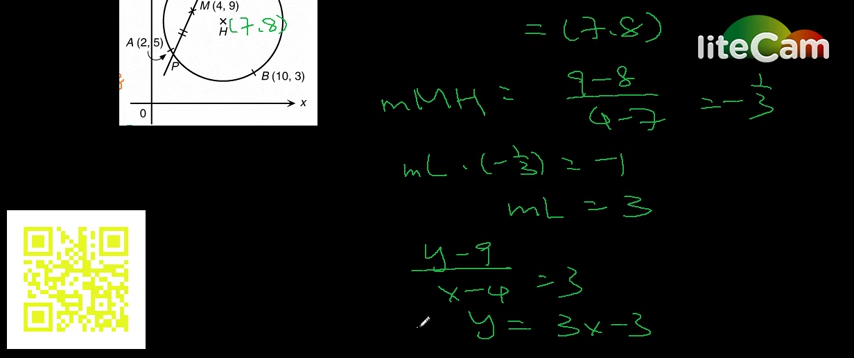 M (4, 9)
H (7.8)
A (2, 5)
P
B (10, 3)
x
0
= (7.8)
liteCam
mMH = 9-8/4-7 = -1/3
mL . (-1/3) = -1
mL = 3
y-9/x-4 = 3
y = 3x-3